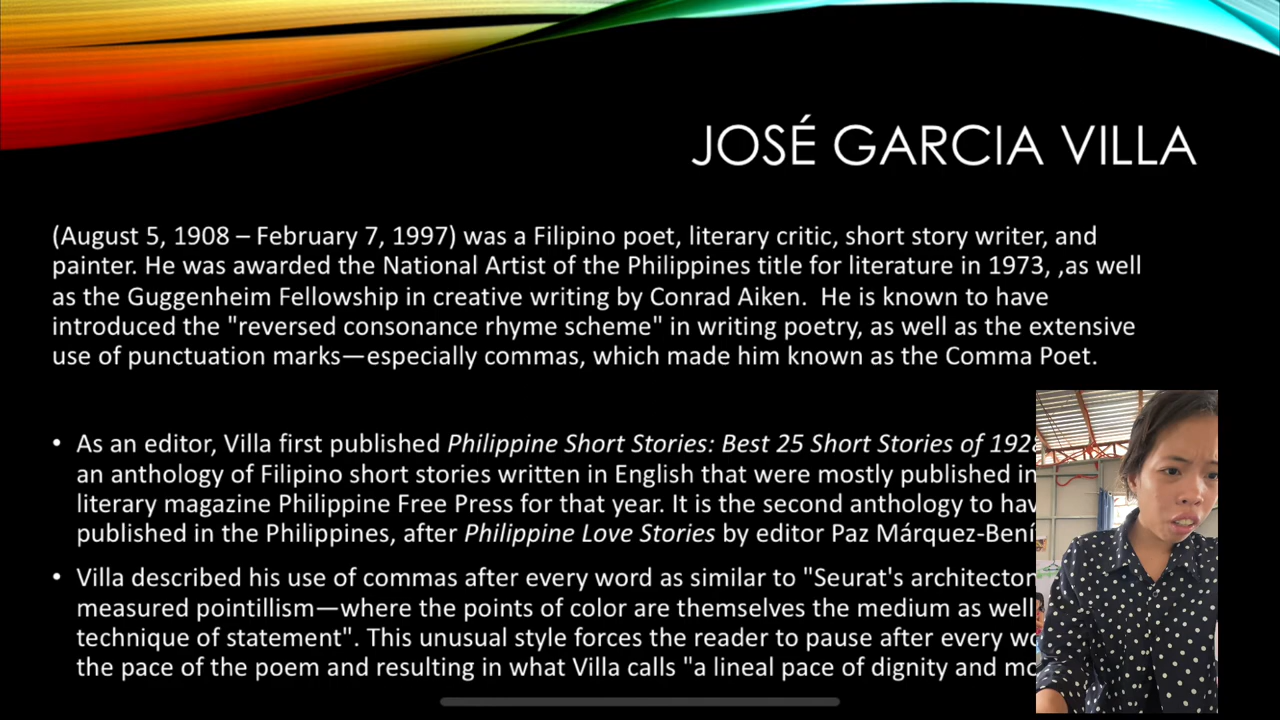 JOSÉ GARCIA VILLA
(August 5, 1908 – February 7, 1997) was a Filipino poet, literary critic, short story writer, and
painter. He was awarded the National Artist of the Philippines title for literature in 1973, ,as well
as the Guggenheim Fellowship in creative writing by Conrad Aiken.  He is known to have
introduced the "reversed consonance rhyme scheme" in writing poetry, as well as the extensive
use of punctuation marks—especially commas, which made him known as the Comma Poet.
• As an editor, Villa first published Philippine Short Stories: Best 25 Short Stories of 1928
an anthology of Filipino short stories written in English that were mostly published in
literary magazine Philippine Free Press for that year. It is the second anthology to
published in the Philippines, after Philippine Love Stories by editor Paz
• Villa described his use of commas after every word as similar to "Seurat's
measured pointillism—where the points of color are themselves the medium as well
technique of statement". This unusual style forces the reader to pause after every
the pace of the poem and resulting in what Villa calls "a lineal pace of dignity and